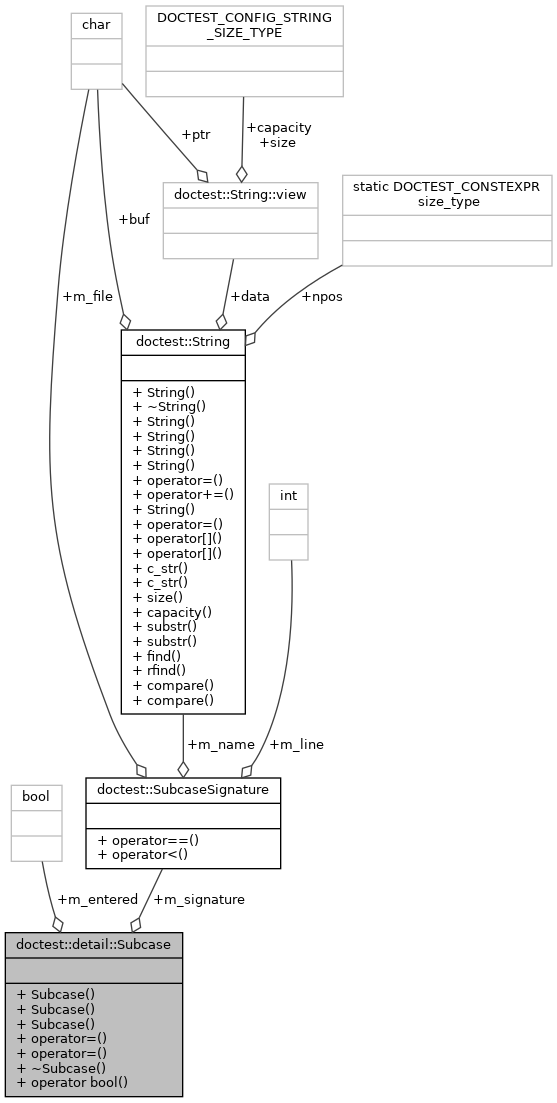 char
DOCTEST_CONFIG_STRING
_SIZE_TYPE
+ptr
+capacity
+size
doctest::String::view
static DOCTEST_CONSTEXPR
size_type
+buf
+m_file
+data
+npos
doctest::String
+ String()
+ ~String()
+ String()
+ String()
+ String()
+ String()
+ operator=()
+ operator+=()
+ String()
+ operator=()
+ operator[]()
+ operator[]()
+ c_str()
+ c_str()
+ size()
+ capacity()
+ substr()
+ substr()
+ find()
+ rfind()
+ compare()
+ compare()
int
+m_name
+m_line
doctest::SubcaseSignature
+ operator==()
+ operator<()
bool
+m_entered
+m_signature
doctest::detail::Subcase
+ Subcase()
+ Subcase()
+ Subcase()
+ operator=()
+ operator=()
+ ~Subcase()
+ operator bool()